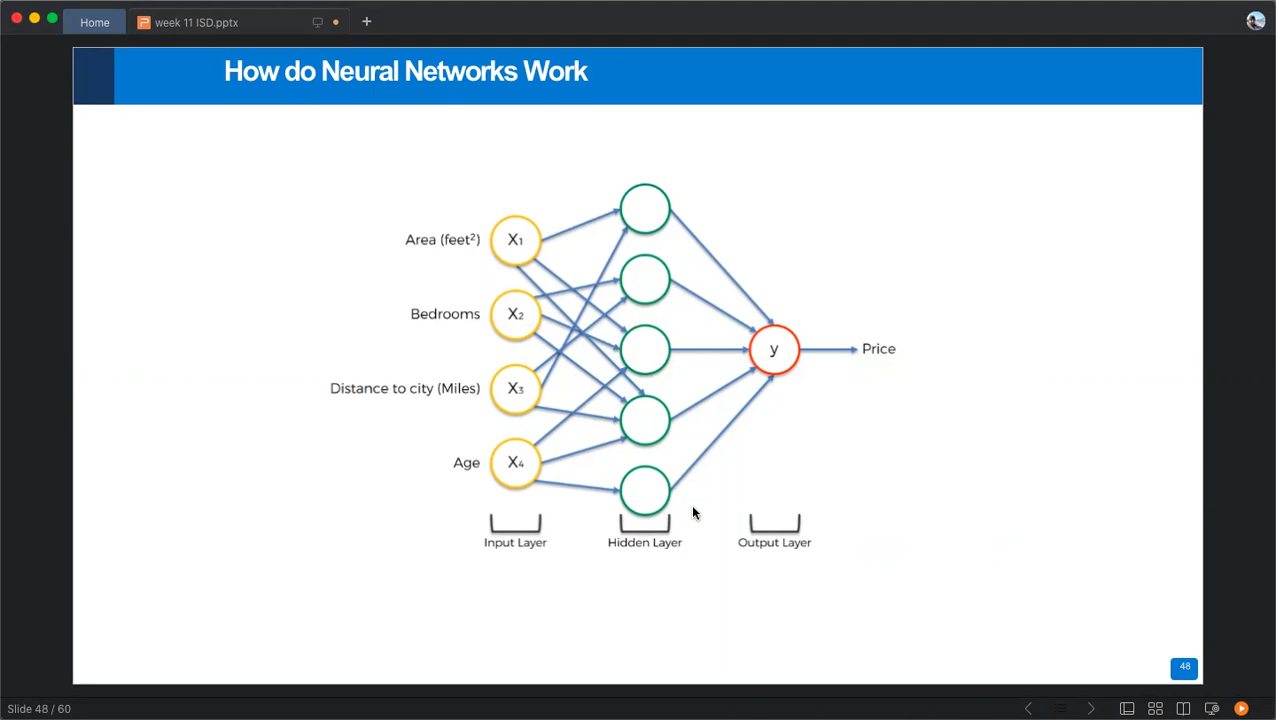 Home
week 11 ISD.pptx
How do Neural Networks Work
Area (feet²)
X₁
Bedrooms
X₂
Distance to city (Miles)
X₃
Age
X₄
y
Price
Input Layer
Hidden Layer
Output Layer
48
Slide 48 / 60